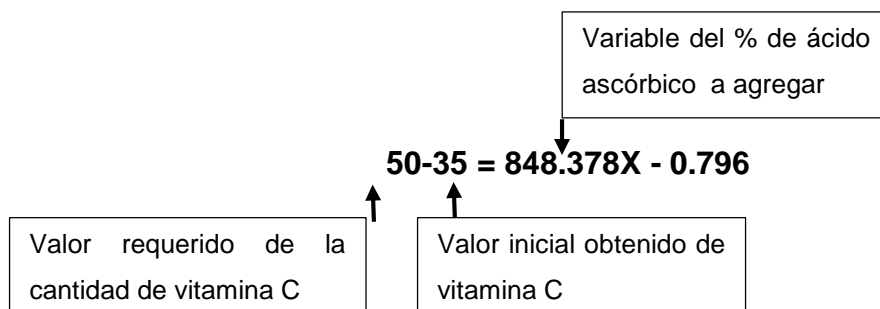 Variable del % de ácido
ascórbico a agregar
50-35 = 848.378X - 0.796
Valor requerido de la
cantidad de vitamina C
Valor inicial obtenido de
vitamina C